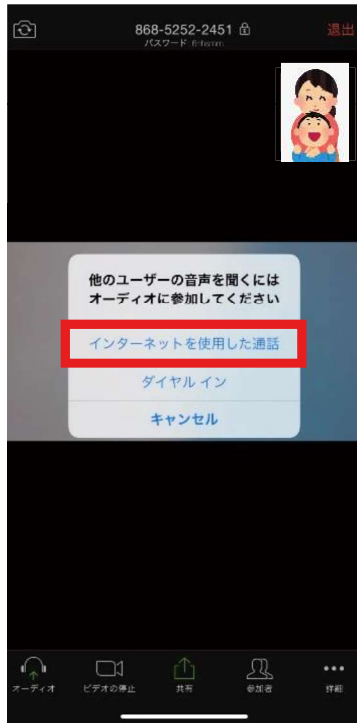 868-5252-2451
退出
パスワード
他のユーザーの音声を聞くには
オーディオに参加してください
インターネットを使用した通話
ダイヤル イン
キャンセル
オーディオ
ビデオの停止
共有
参加者
詳細